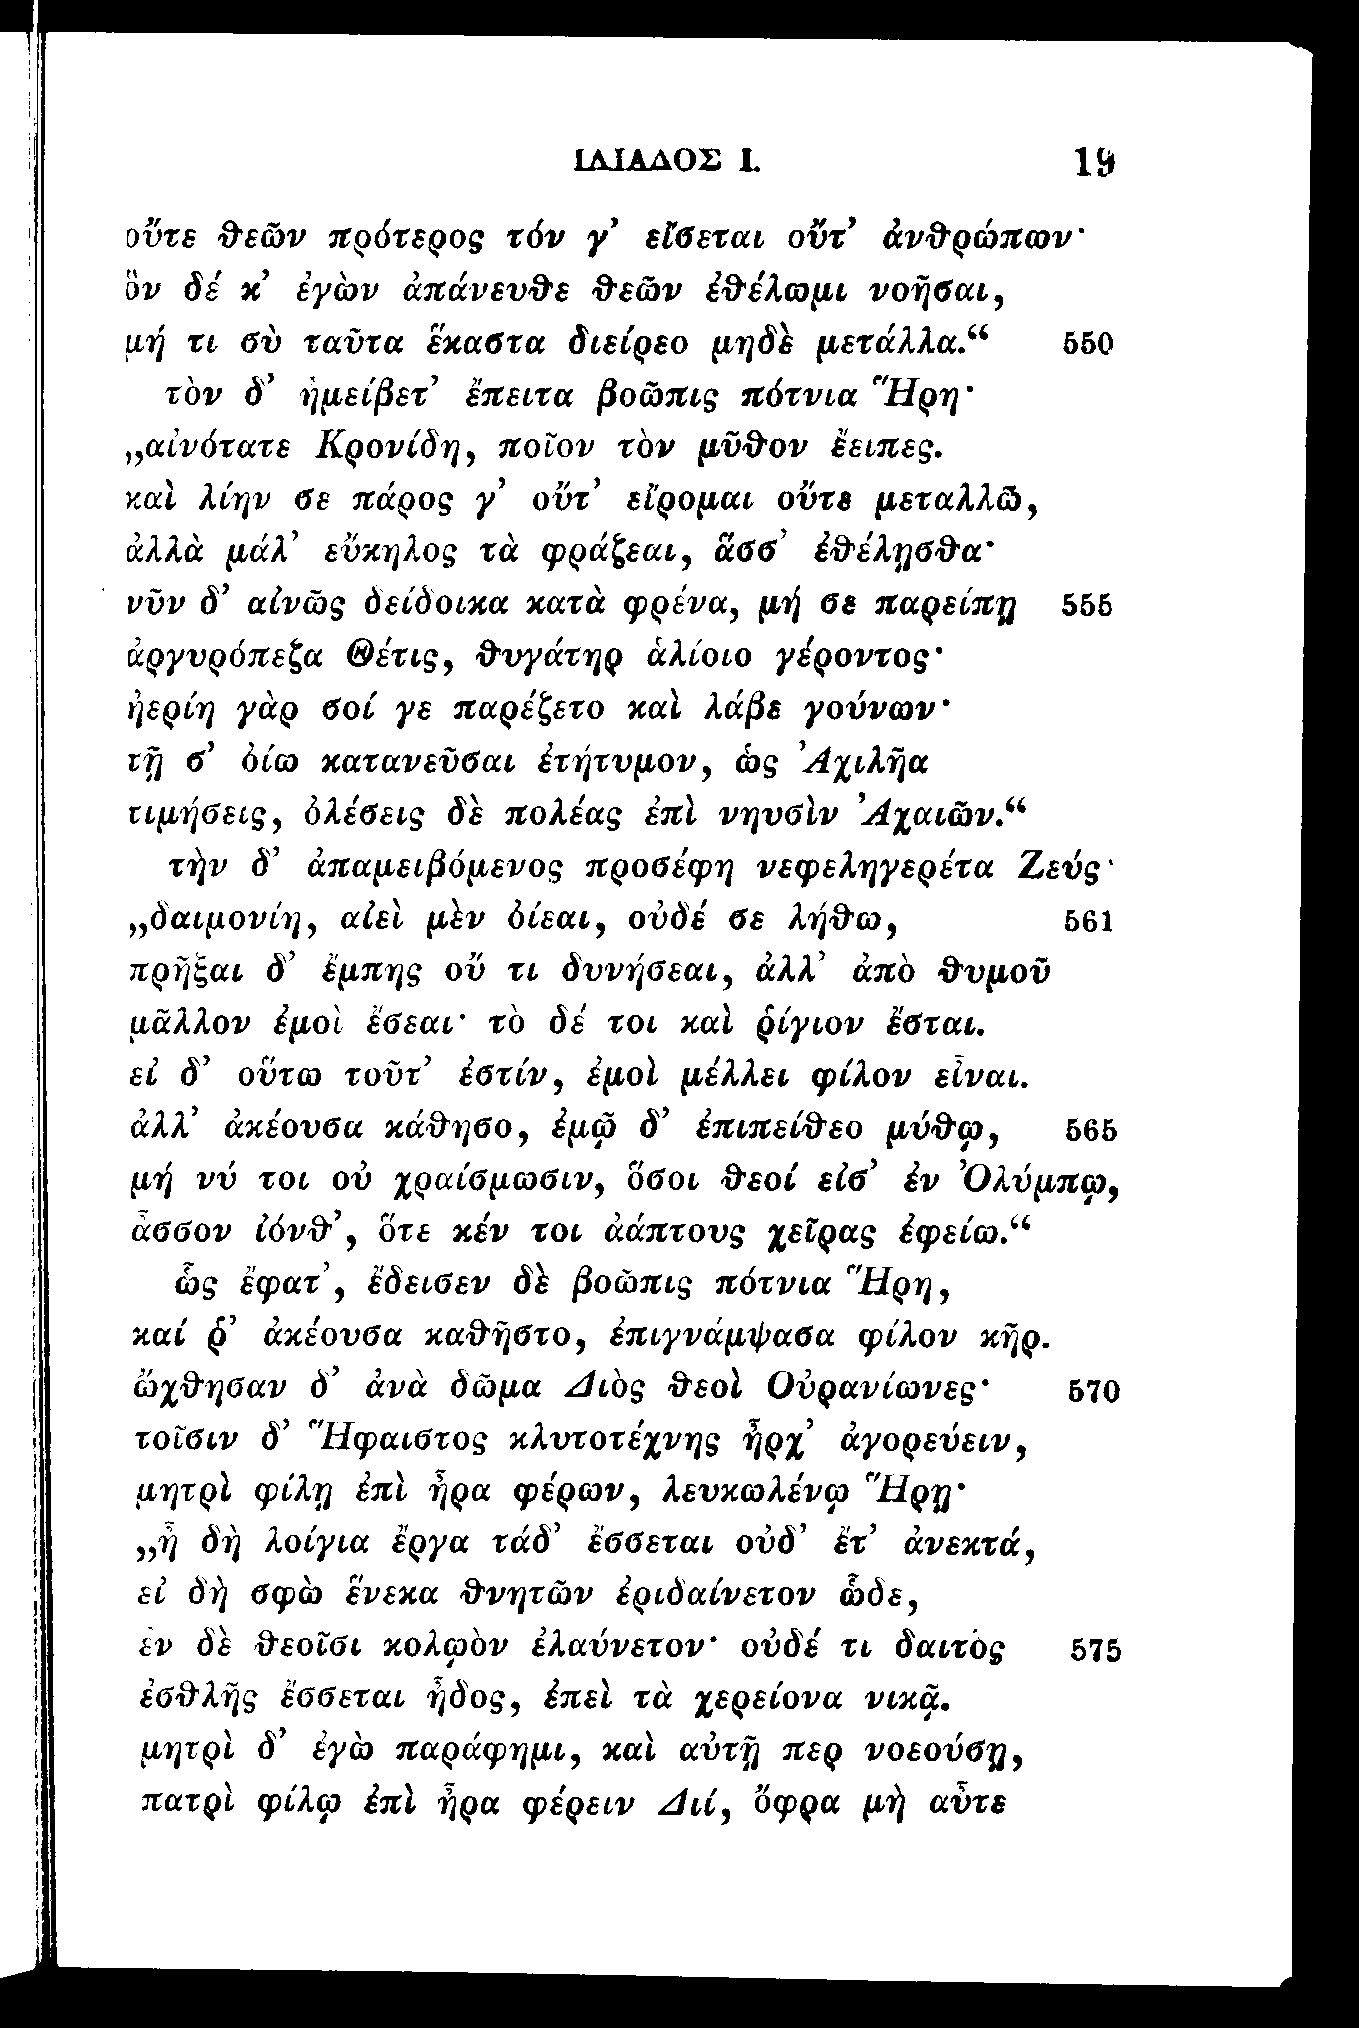 ΙΛΙΑΔΟΣ Ι. 19
οὔτε θεῶν πρότερος τόν γ’ εἴσεται οὔτ’ ἀνθρώπων·
ὃν δέ κ’ ἐγὼν ἀπάνευθε θεῶν ἐθέλωμι νοῆσαι,
μή τι σὺ ταῦτα ἕκαστα διείρεο μηδὲ μετάλλα.“ 550
τὸν δ’ ἠμείβετ’ ἔπειτα βοῶπις πότνια Ἥρη·
„αἰνότατε Κρονίδη, ποῖον τὸν μῦθον ἔειπες.
καὶ λίην σε πάρος γ’ οὔτ’ εἴρομαι οὔτε μεταλλῶ,
ἀλλὰ μάλ’ εὔκηλος τὰ φράζεαι, ἅσσ’ ἐθέλῃσθα·
νῦν δ’ αἰνῶς δείδοικα κατὰ φρένα, μή σε παρείπῃ 555
ἀργυρόπεζα Θέτις, θυγάτηρ ἁλίοιο γέροντος·
ἠερίη γὰρ σοί γε παρέζετο καὶ λάβε γούνων·
τῇ σ’ ὀίω κατανεῦσαι ἐτήτυμον, ὡς Ἀχιλῆα
τιμήσεις, ὀλέσεις δὲ πολέας ἐπὶ νηυσὶν Ἀχαιῶν.“
τὴν δ’ ἀπαμειβόμενος προσέφη νεφεληγερέτα Ζεύς·
„δαιμονίη, αἰεὶ μὲν ὀίεαι, οὐδέ σε λήθω, 561
πρῆξαι δ’ ἔμπης οὔ τι δυνήσεαι, ἀλλ’ ἀπὸ θυμοῦ
μᾶλλον ἐμοὶ ἔσεαι· τὸ δέ τοι καὶ ῥίγιον ἔσται.
εἰ δ’ οὕτω τοῦτ’ ἐστίν, ἐμοὶ μέλλει φίλον εἶναι.
ἀλλ’ ἀκέουσα κάθησο, ἐμῷ δ’ ἐπιπείθεο μύθῳ, 565
μή νύ τοι οὐ χραίσμωσιν, ὅσοι θεοί εἰσ’ ἐν Ὀλύμπῳ,
ἆσσον ἰόνθ’, ὅτε κέν τοι ἀάπτους χεῖρας ἐφείω.“
ὣς ἔφατ’, ἔδεισεν δὲ βοῶπις πότνια Ἥρη,
καί ῥ’ ἀκέουσα καθῆστο, ἐπιγνάμψασα φίλον κῆρ.
ὤχθησαν δ’ ἀνὰ δῶμα Διὸς θεοὶ Οὐρανίωνες· 570
τοῖσιν δ’ Ἥφαιστος κλυτοτέχνης ἦρχ’ ἀγορεύειν,
μητρὶ φίλῃ ἐπὶ ἦρα φέρων, λευκωλένῳ Ἥρῃ·
„ἦ δὴ λοίγια ἔργα τάδ’ ἔσσεται οὐδ’ ἔτ’ ἀνεκτά,
εἰ δὴ σφὼ ἕνεκα θνητῶν ἐριδαίνετον ὧδε,
ἐν δὲ θεοῖσι κολῳὸν ἐλαύνετον· οὐδέ τι δαιτὸς 575
ἐσθλῆς ἔσσεται ἦδος, ἐπεὶ τὰ χερείονα νικᾷ.
μητρὶ δ’ ἐγὼ παράφημι, καὶ αὐτῇ περ νοεούσῃ,
πατρὶ φίλῳ ἐπὶ ἦρα φέρειν Διί, ὄφρα μὴ αὖτε